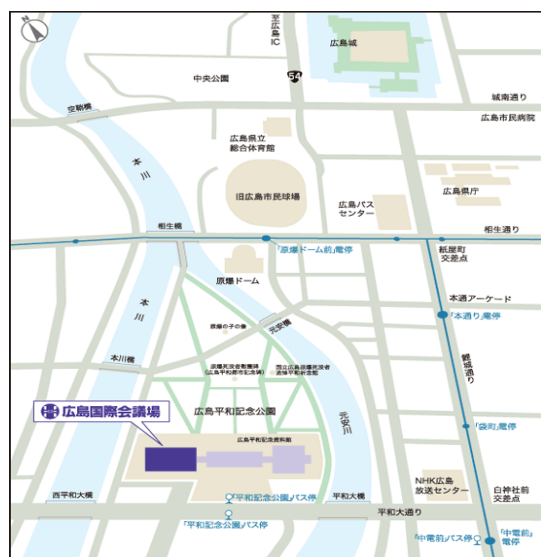 N
至広島
IC
広島城
54
中央公園
城南通り
空鞘橋
広島市民病院
広島県立
総合体育館
本川
旧広島市民球場
広島バス
センター
広島県庁
相生橋
相生通り
「原爆ドーム前」電停
紙屋町
交差点
原爆ドーム
本通アーケード
「本通り」電停
本川
原爆の子の像
元安橋
本川橋
原爆死没者慰霊碑
(広島平和都市記念碑)
国立広島原爆死没者
追悼平和祈念館
鯉城通り
広島国際会議場
広島平和記念公園
元安川
「袋町」電停
広島平和記念資料館
NHK広島
放送センター
白神社前
交差点
西平和大橋
「平和記念公園」バス停
平和大橋
平和大通り
「平和記念公園」バス停
「中電前」バス停
「中電前」
電停